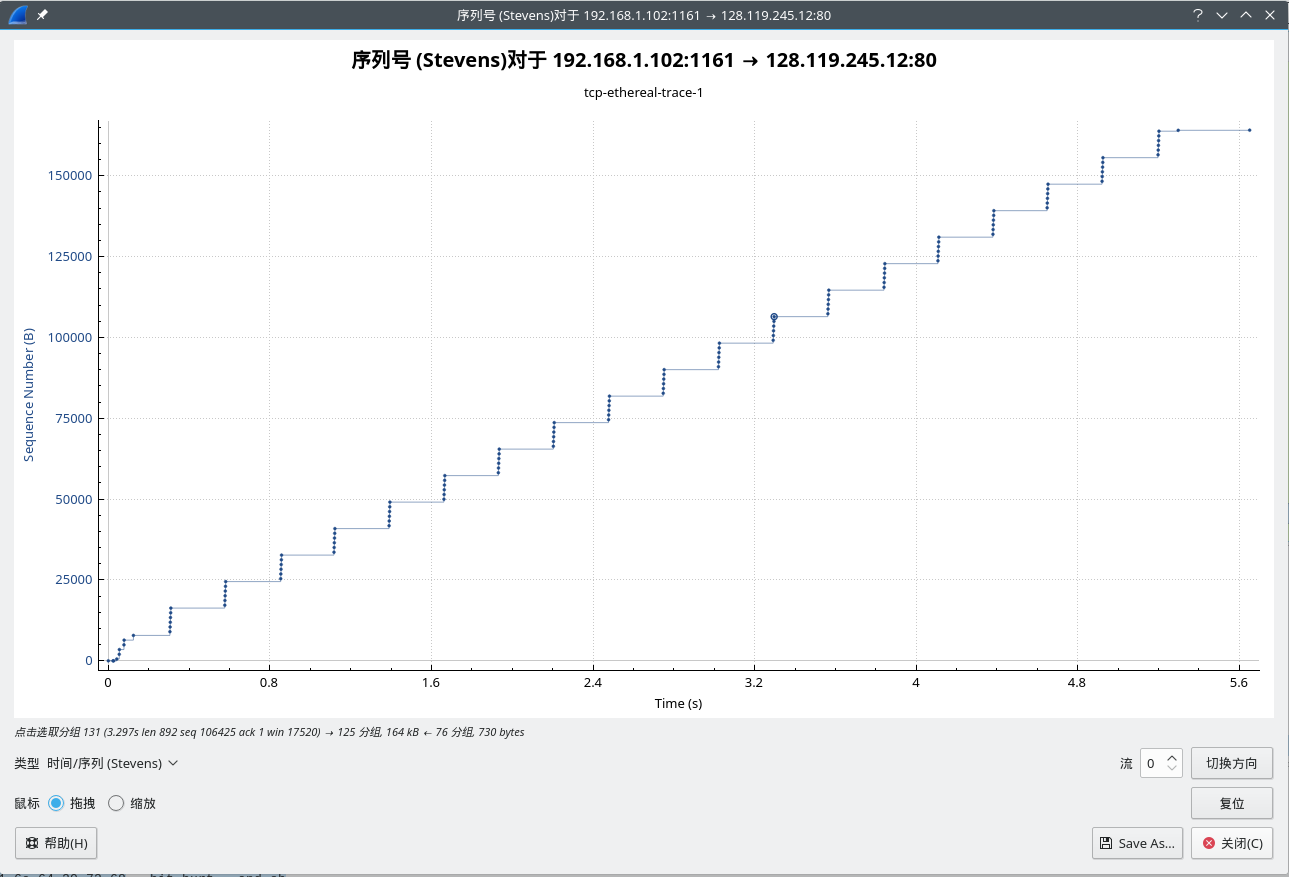 序列号 (Stevens)对于 192.168.1.102:1161 → 128.119.245.12:80
序列号 (Stevens)对于 192.168.1.102:1161 → 128.119.245.12:80
tcp-ethereal-trace-1
150000
125000
100000
75000
50000
25000
0
Sequence Number (B)
0 0.8 1.6 2.4 3.2 4 4.8 5.6
Time (s)
点击选取分组 131 (3.297s len 892 seq 106425 ack 1 win 17520) → 125 分组, 164 kB ← 76 分组, 730 bytes
类型 时间/序列 (Stevens) 流 0 切换方向
鼠标 拖拽 缩放 复位
帮助(H) Save As... 关闭(C)